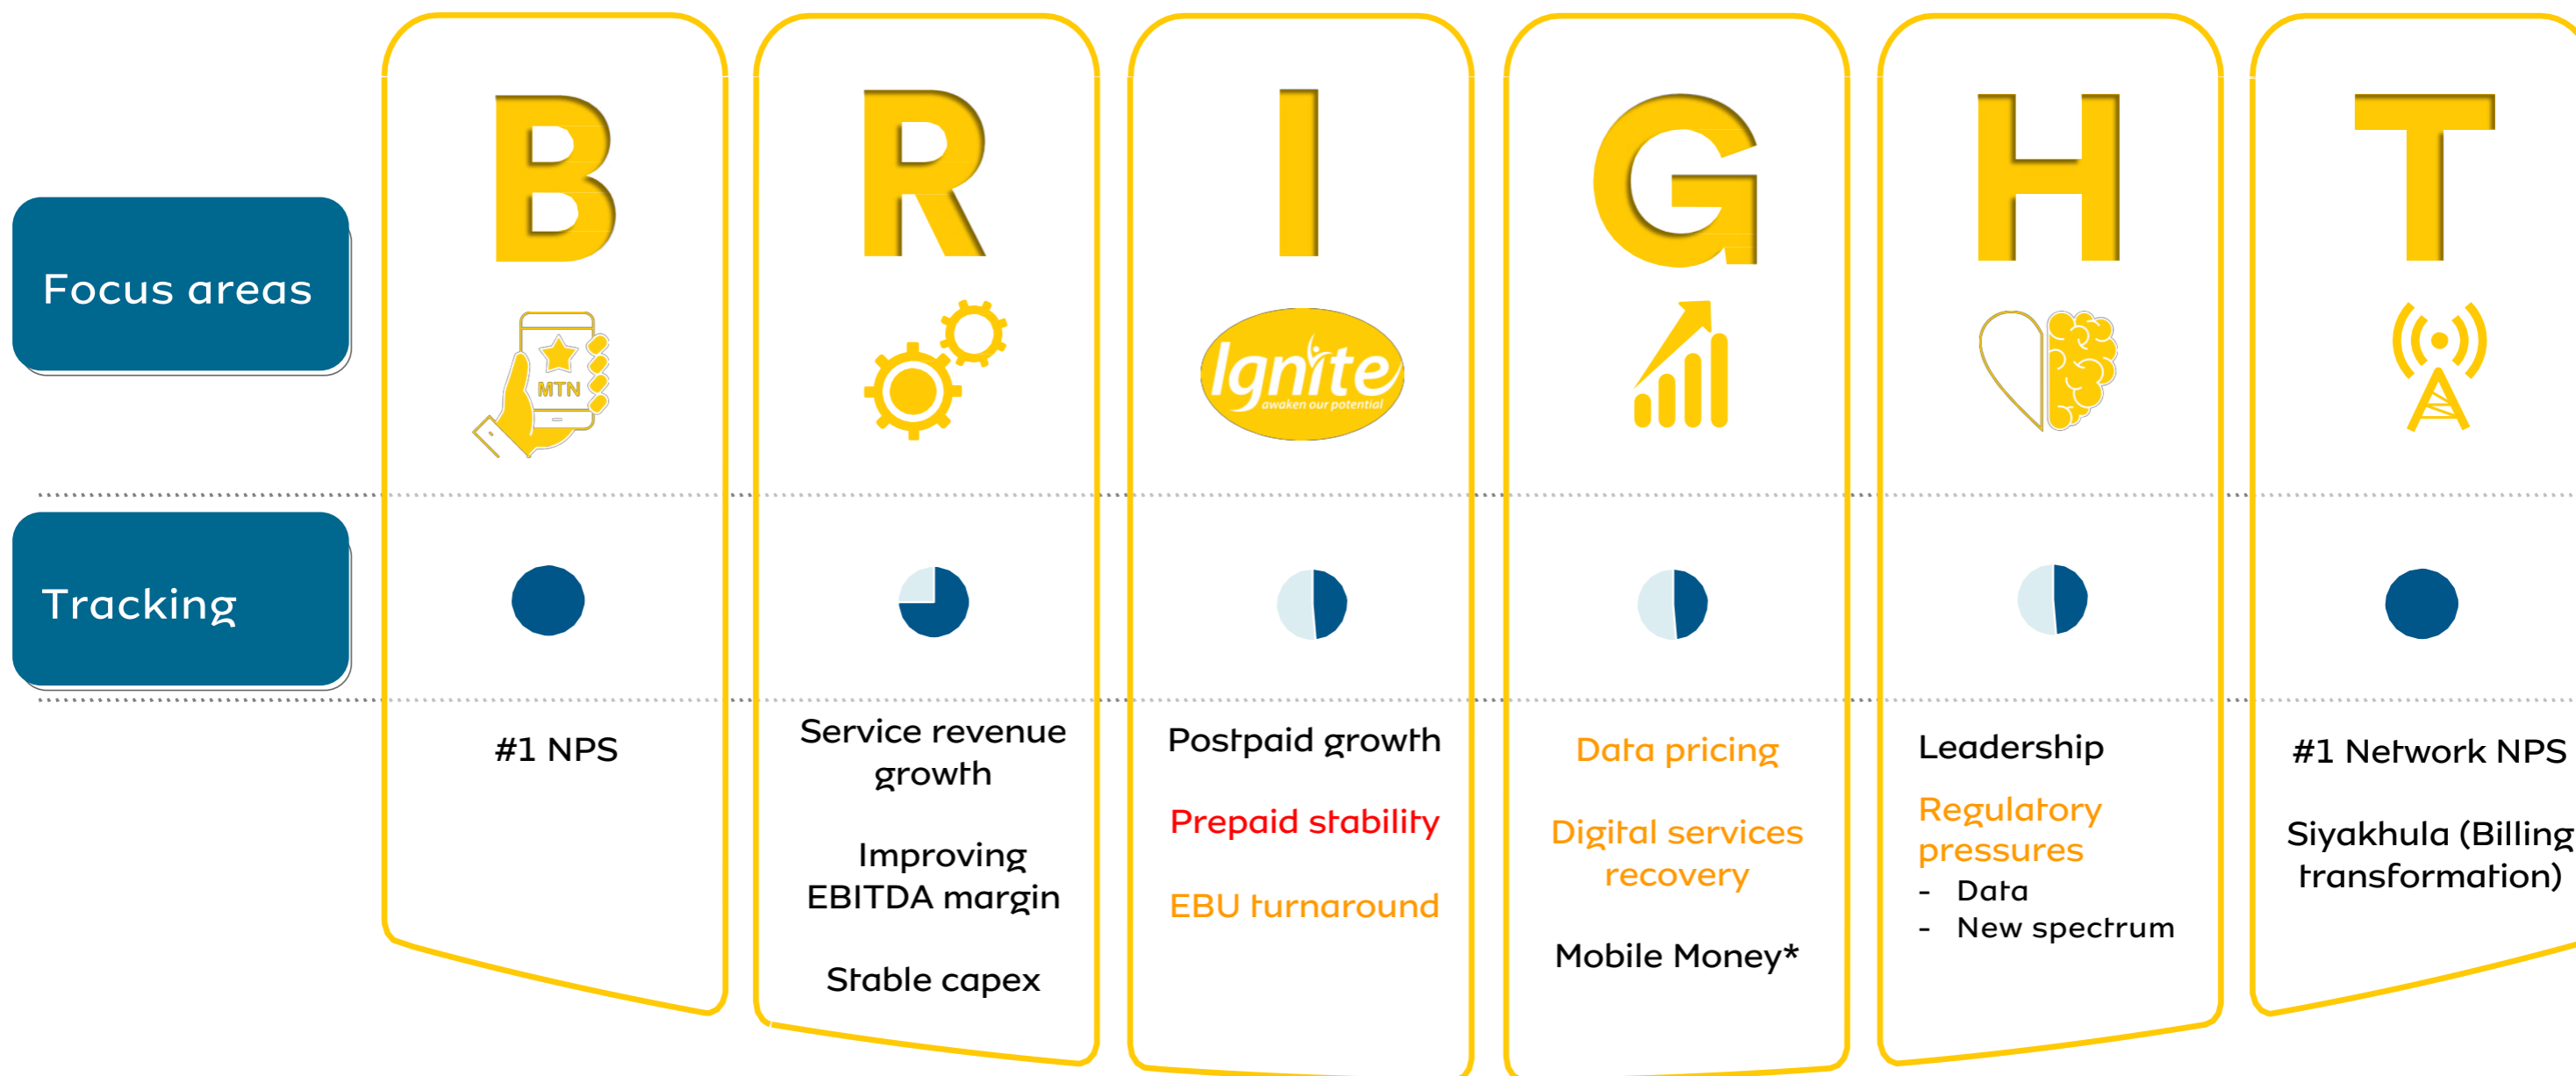 B
R
I
G
H
T
Focus areas
MTN
Ignite
awaken our potential
Tracking
#1 NPS
Service revenue
growth
Improving
EBITDA margin
Stable capex
Postpaid growth
Prepaid stability
EBU turnaround
Data pricing
Digital services
recovery
Mobile Money*
Leadership
Regulatory
pressures
- Data
- New spectrum
#1 Network NPS
Siyakhula (Billing
transformation)